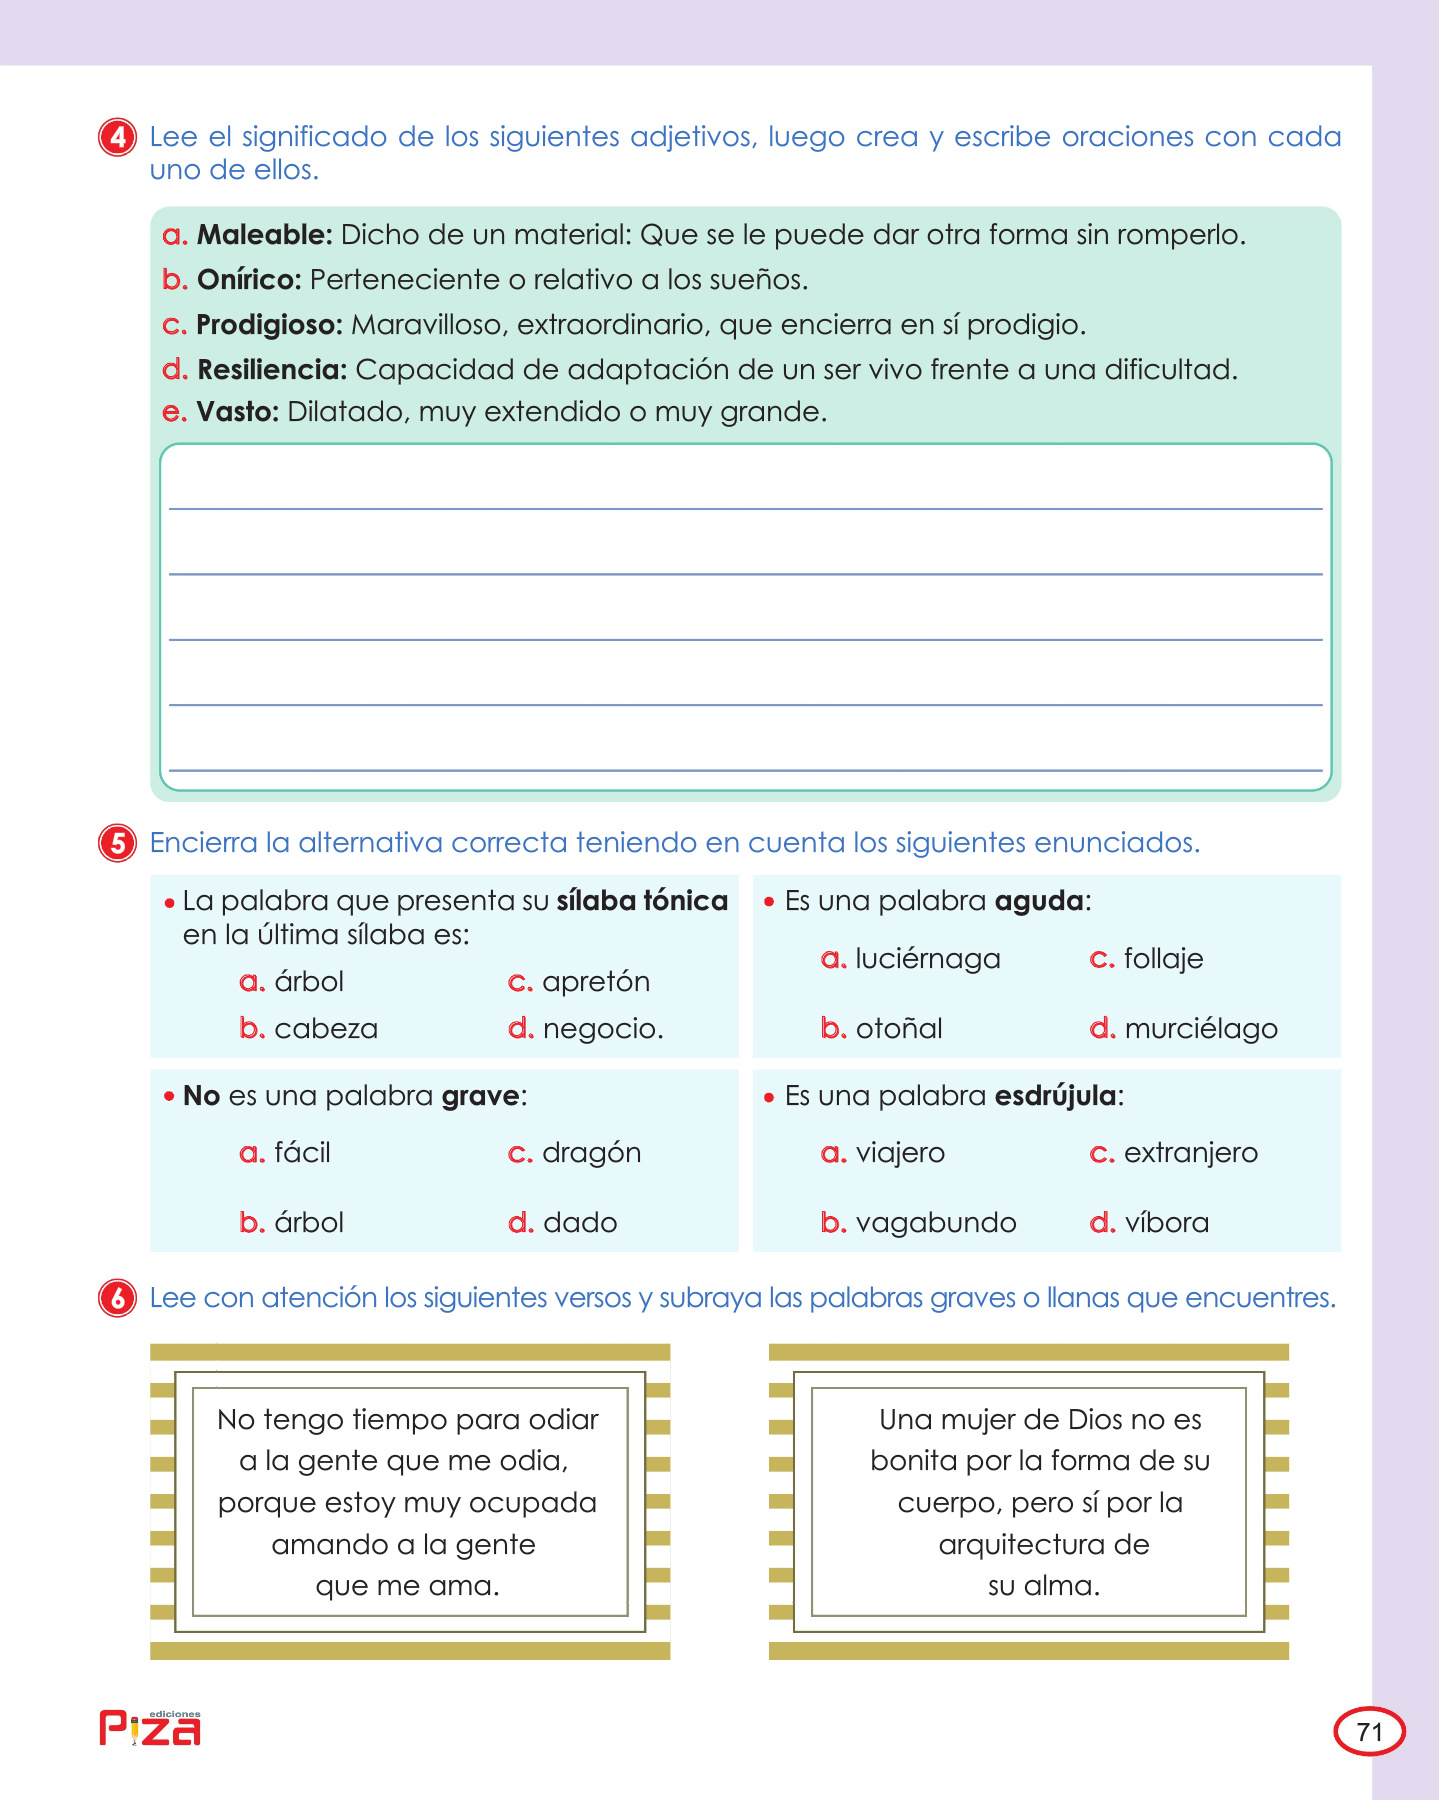 4 Lee el significado de los siguientes adjetivos, luego crea y escribe oraciones con cada
uno de ellos.
a. Maleable: Dicho de un material: Que se le puede dar otra forma sin romperlo.
b. Onírico: Perteneciente o relativo a los sueños.
c. Prodigioso: Maravilloso, extraordinario, que encierra en sí prodigio.
d. Resiliencia: Capacidad de adaptación de un ser vivo frente a una dificultad.
e. Vasto: Dilatado, muy extendido o muy grande.
5 Encierra la alternativa correcta teniendo en cuenta los siguientes enunciados.
• La palabra que presenta su sílaba tónica
en la última sílaba es:
a. árbol c. apretón
b. cabeza d. negocio.
• Es una palabra aguda:
a. luciérnaga c. follaje
b. otoñal d. murciélago
• No es una palabra grave:
a. fácil c. dragón
b. árbol d. dado
• Es una palabra esdrújula:
a. viajero c. extranjero
b. vagabundo d. víbora
6 Lee con atención los siguientes versos y subraya las palabras graves o llanas que encuentres.
No tengo tiempo para odiar
a la gente que me odia,
porque estoy muy ocupada
amando a la gente
que me ama.
Una mujer de Dios no es
bonita por la forma de su
cuerpo, pero sí por la
arquitectura de
su alma.
ediciones
Piza
71